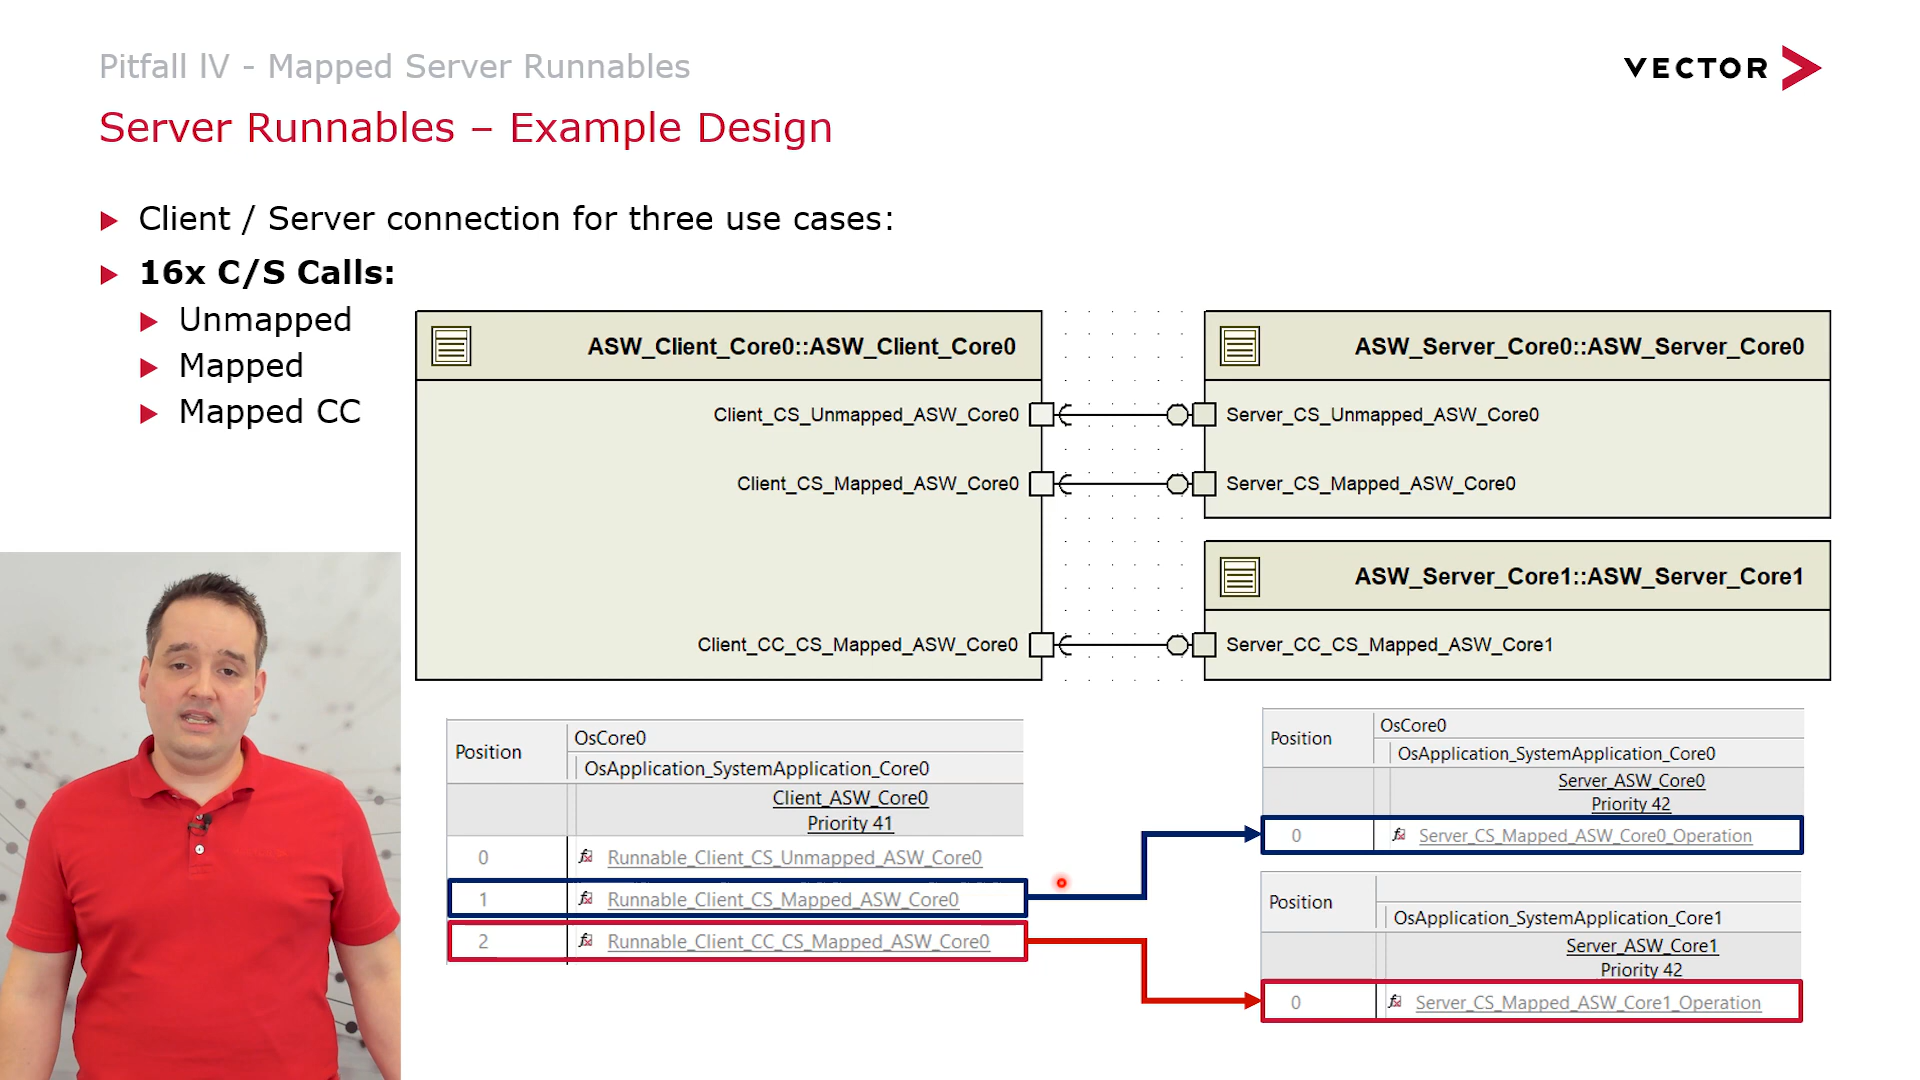 Pitfall lV - Mapped Server Runnables
VECTOR
Server Runnables – Example Design
Client / Server connection for three use cases:
16x C/S Calls:
Unmapped
Mapped
Mapped CC
ASW_Client_Core0::ASW_Client_Core0
Client_CS_Unmapped_ASW_Core0
Client_CS_Mapped_ASW_Core0
Client_CC_CS_Mapped_ASW_Core0
ASW_Server_Core0::ASW_Server_Core0
Server_CS_Unmapped_ASW_Core0
Server_CS_Mapped_ASW_Core0
ASW_Server_Core1::ASW_Server_Core1
Server_CC_CS_Mapped_ASW_Core1
Position
OsCore0
OsApplication_SystemApplication_Core0
Client_ASW_Core0
Priority 41
0 Runnable_Client_CS_Unmapped_ASW_Core0
1 Runnable_Client_CS_Mapped_ASW_Core0
2 Runnable_Client_CC_CS_Mapped_ASW_Core0
Position
OsCore0
OsApplication_SystemApplication_Core0
Server_ASW_Core0
Priority 42
0 Server_CS_Mapped_ASW_Core0_Operation
Position
OsApplication_SystemApplication_Core1
Server_ASW_Core1
Priority 42
0 Server_CS_Mapped_ASW_Core1_Operation